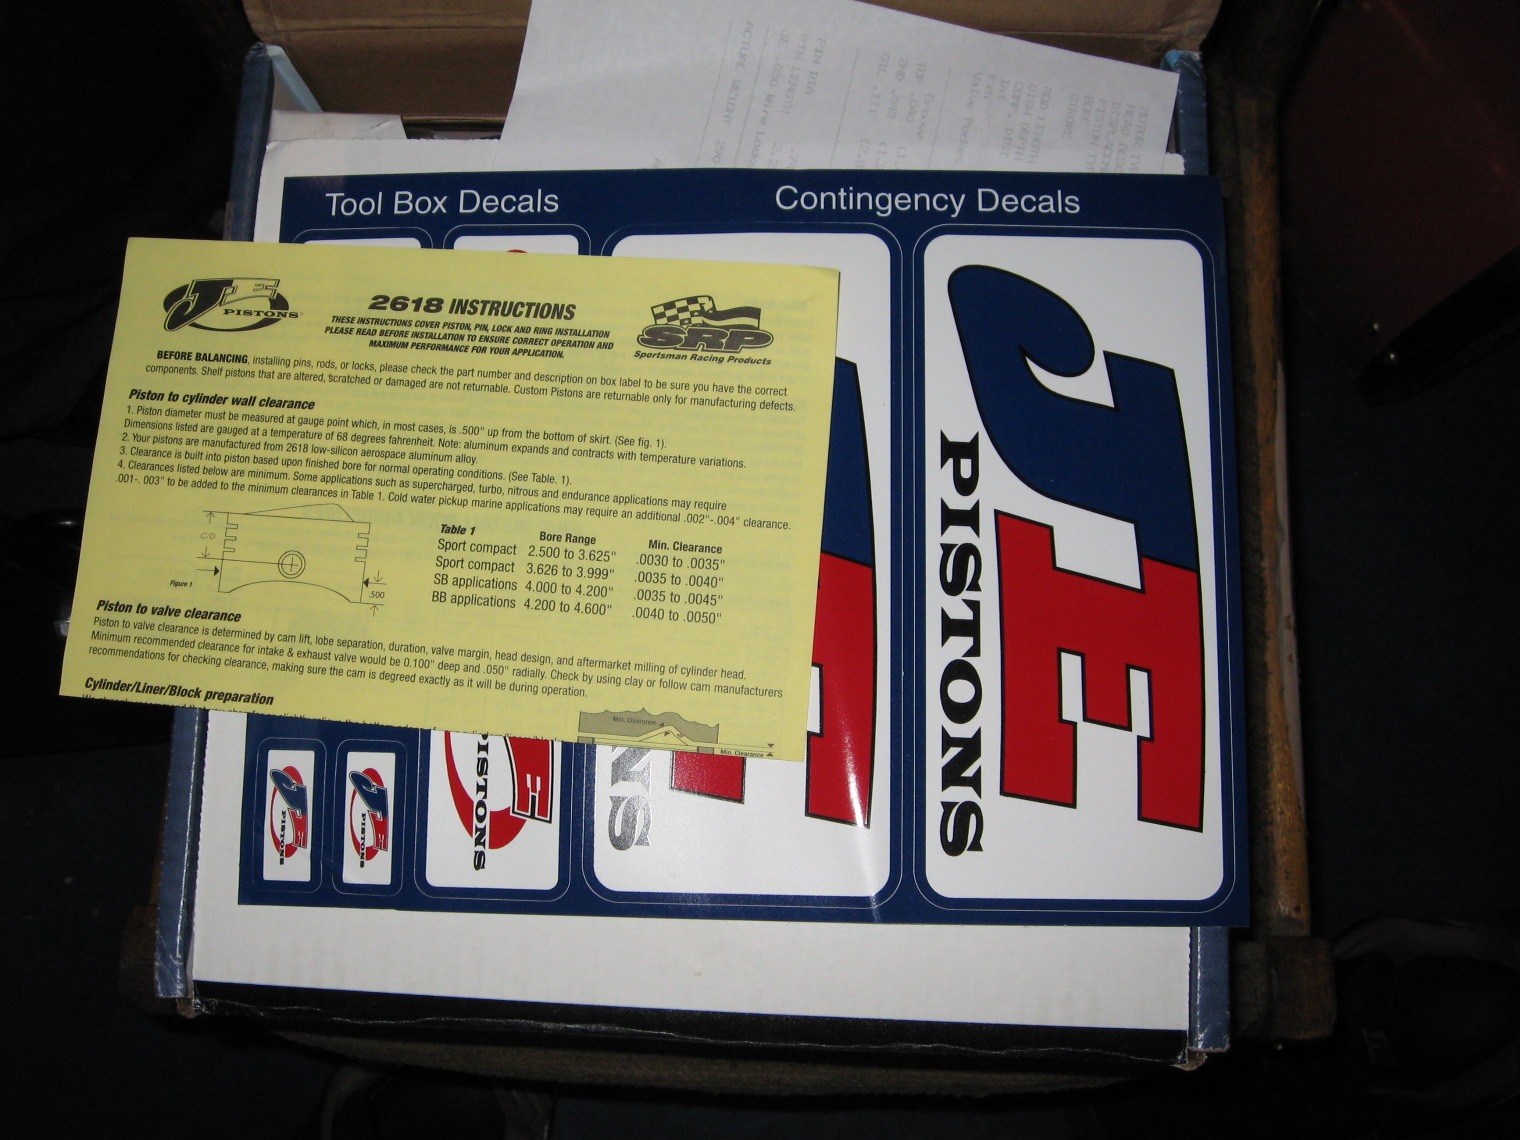 Tool Box Decals
Contingency Decals
JE
PISTONS
2618 INSTRUCTIONS
THESE INSTRUCTIONS COVER PISTON, PIN, LOCK AND RING INSTALLATION
PLEASE READ BEFORE INSTALLATION TO ENSURE CORRECT OPERATION AND
MAXIMUM PERFORMANCE FOR YOUR APPLICATION.
SRP
Sportsman Racing Products
BEFORE BALANCING, installing pins, rods, or locks, please check the part number and description on box label to be sure you have the correct
components. Shelf pistons that are altered, scratched or damaged are not returnable. Custom Pistons are returnable only for manufacturing defects.
Piston to cylinder wall clearance
1. Piston diameter must be measured at gauge point which, in most cases, is .500" up from the bottom of skirt. (See fig. 1).
Dimensions listed are gauged at a temperature of 68 degrees fahrenheit. Note: aluminum expands and contracts with temperature variations.
2. Your pistons are manufactured from 2618 low-silicon aerospace aluminum alloy.
3. Clearance is built into piston based upon finished bore for normal operating conditions. (See Table. 1).
4. Clearances listed below are minimum. Some applications such as supercharged, turbo, nitrous and endurance applications may require
.001-. 003" to be added to the minimum clearances in Table 1. Cold water pickup marine applications may require an additional .002"-.004" clearance.
C/D
Figure 1
.500
Table 1 Bore Range Min. Clearance
Sport compact 2.500 to 3.625" .0030 to .0035"
Sport compact 3.626 to 3.999" .0035 to .0040"
SB applications 4.000 to 4.200" .0035 to .0045"
BB applications 4.200 to 4.600" .0040 to .0050"
Piston to valve clearance
Piston to valve clearance is determined by cam lift, lobe separation, duration, valve margin, head design, and aftermarket milling of cylinder head.
Minimum recommended clearance for intake & exhaust valve would be 0.100" deep and .050" radially. Check by using clay or follow cam manufacturers
recommendations for checking clearance, making sure the cam is degreed exactly as it will be during operation.
Cylinder/Liner/Block preparation
Min. Clearance
Min. Clearance
JE
PISTONS
JE
PISTONS
JE
PISTONS
E
NS
JE
PISTONS